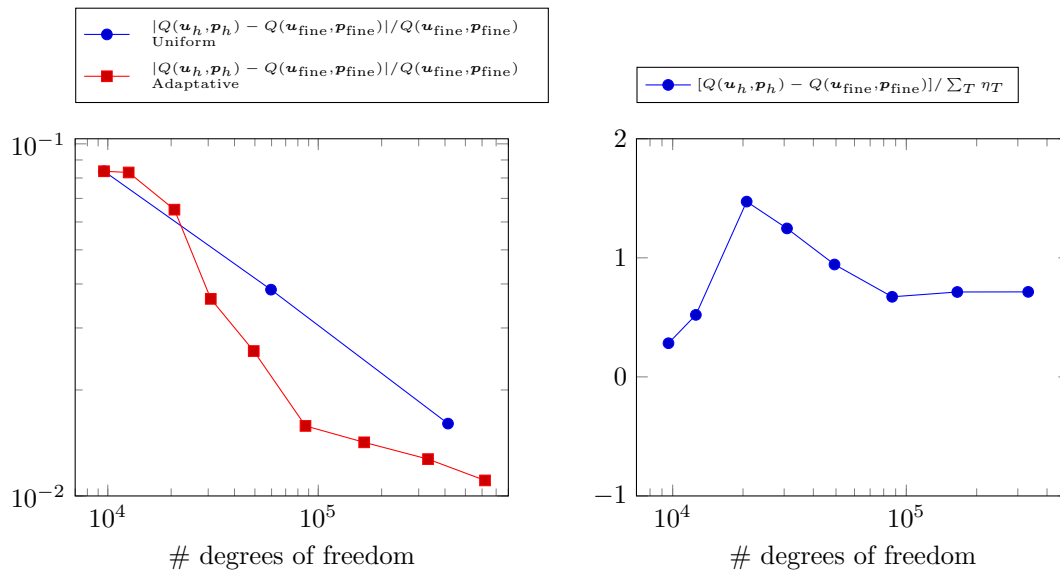 |Q(𝒖_h, 𝒑_h) − Q(𝒖_fine, 𝒑_fine)|/Q(𝒖_fine, 𝒑_fine)
Uniform
|Q(𝒖_h, 𝒑_h) − Q(𝒖_fine, 𝒑_fine)|/Q(𝒖_fine, 𝒑_fine)
Adaptative
10^−1
10^−2
10^4
10^5
# degrees of freedom
[Q(𝒖_h, 𝒑_h) − Q(𝒖_fine, 𝒑_fine)]/ ∑_T η_T
2
1
0
−1
10^4
10^5
# degrees of freedom